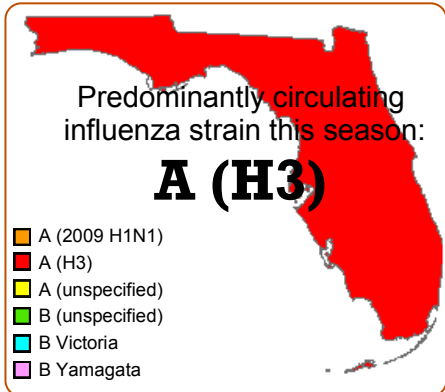 Predominantly circulating
influenza strain this season:
A (H3)
A (2009 H1N1)
A (H3)
A (unspecified)
B (unspecified)
B Victoria
B Yamagata